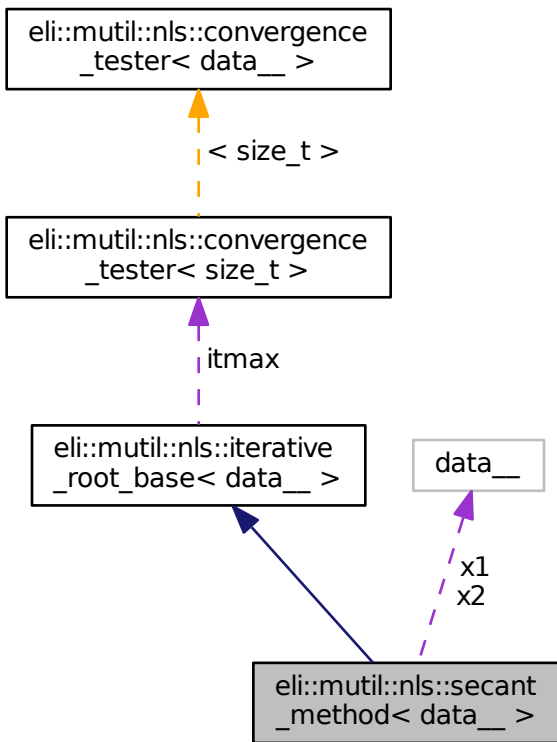 eli::mutil::nls::convergence
_tester< data__ >
< size_t >
eli::mutil::nls::convergence
_tester< size_t >
itmax
eli::mutil::nls::iterative
_root_base< data__ >
data__
x1
x2
eli::mutil::nls::secant
_method< data__ >